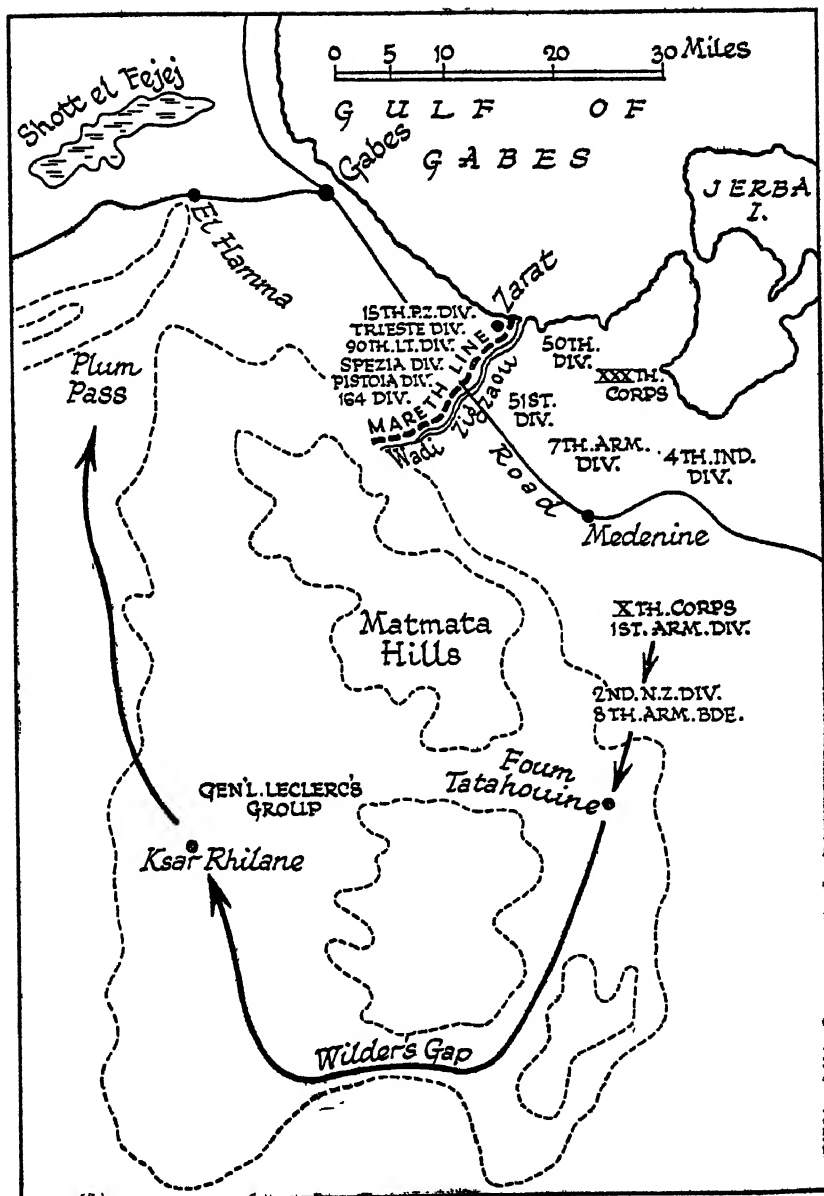 0 5 10 20 30 Miles
GULF OF
GABES
Shott el Fejej
Gabes
JERBA
I.
El Hamma
Zarat
15TH.PZ.DIV.
TRIESTE DIV.
90TH.LT.DIV.
SPEZIA DIV.
PISTOIA DIV.
164 DIV.
MARETH LINE
Wadi Zigzaou
50TH.
DIV.
XXXTH.
CORPS
51ST.
DIV.
7TH.ARM.
DIV.
4TH.IND.
DIV.
Road
Medenine
Plum
Pass
Matmata
Hills
XTH.CORPS
1ST.ARM.DIV.
2ND.N.Z.DIV.
8TH.ARM.BDE.
Foum
Tatahouine
GEN'L.LECLERC'S
GROUP
Ksar Rhilane
Wilder's Gap